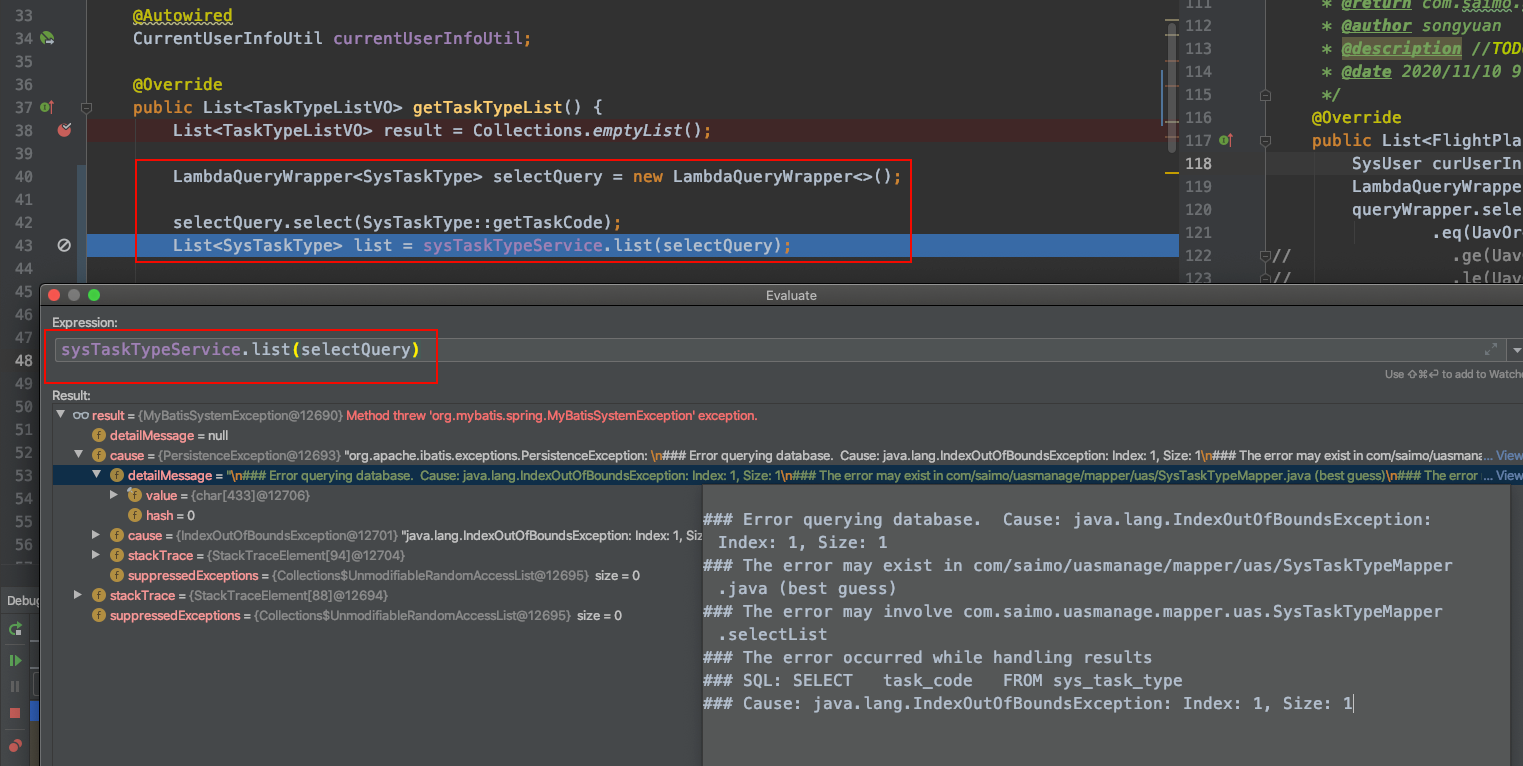 33 @Autowired
34 CurrentUserInfoUtil currentUserInfoUtil;
35
36 @Override
37 public List<TaskTypeListVO> getTaskTypeList() {
38 List<TaskTypeListVO> result = Collections.emptyList();
39
40 LambdaQueryWrapper<SysTaskType> selectQuery = new LambdaQueryWrapper<>();
41
42 selectQuery.select(SysTaskType::getTaskCode);
43 List<SysTaskType> list = sysTaskTypeService.list(selectQuery);
44
45
46
47
48
49
50
51
52
53
54
55
56
111 * @return com.saimo.
112 * @author songyuan
113 * @description //TOD
114 * @date 2020/11/10 9
115 */
116 @Override
117 public List<FlightPla
118 SysUser curUserIn
119 LambdaQueryWrappe
120 queryWrapper.sele
121 .eq(UavOr
122 // .ge(Uav
123 // .le(Uav
Evaluate
Expression:
sysTaskTypeService.list(selectQuery)
Use ⇧⌘⏎ to add to Watche
Result:
result = {MyBatisSystemException@12690} Method threw 'org.mybatis.spring.MyBatisSystemException' exception.
detailMessage = null
cause = {PersistenceException@12693} "org.apache.ibatis.exceptions.PersistenceException: \n### Error querying database.  Cause: java.lang.IndexOutOfBoundsException: Index: 1, Size: 1\n### The error may exist in com/saimo/uasmana... View
detailMessage = "\n### Error querying database.  Cause: java.lang.IndexOutOfBoundsException: Index: 1, Size: 1\n### The error may exist in com/saimo/uasmanage/mapper/uas/SysTaskTypeMapper.java (best guess)\n### The error ... View
value = {char[433]@12706}
hash = 0
cause = {IndexOutOfBoundsException@12701} "java.lang.IndexOutOfBoundsException: Index: 1, Siz
stackTrace = {StackTraceElement[94]@12704}
suppressedExceptions = {Collections$UnmodifiableRandomAccessList@12695} size = 0
stackTrace = {StackTraceElement[88]@12694}
suppressedExceptions = {Collections$UnmodifiableRandomAccessList@12695} size = 0
### Error querying database.  Cause: java.lang.IndexOutOfBoundsException:
Index: 1, Size: 1
### The error may exist in com/saimo/uasmanage/mapper/uas/SysTaskTypeMapper
.java (best guess)
### The error may involve com.saimo.uasmanage.mapper.uas.SysTaskTypeMapper
.selectList
### The error occurred while handling results
### SQL: SELECT   task_code   FROM sys_task_type
### Cause: java.lang.IndexOutOfBoundsException: Index: 1, Size: 1
Debug